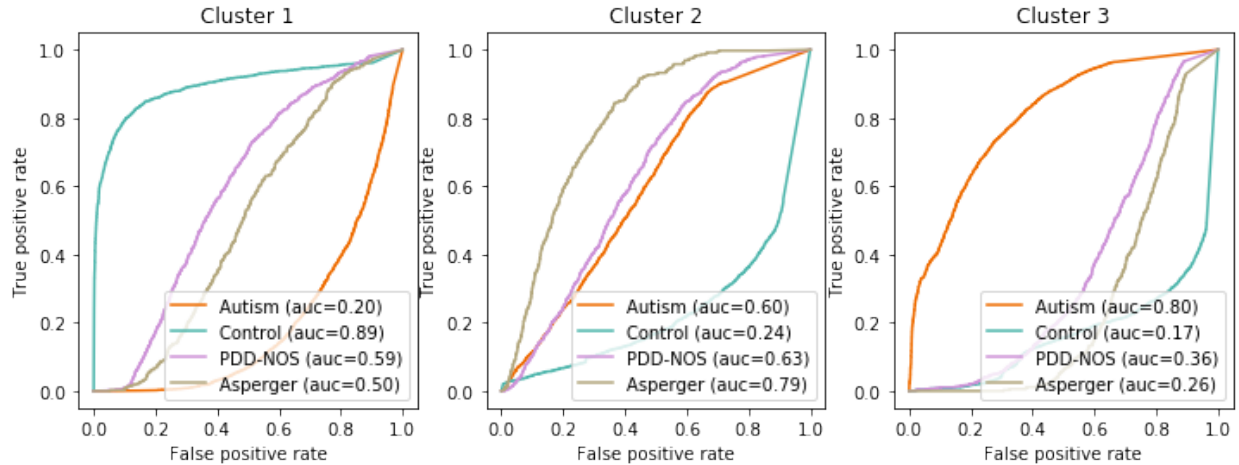 Cluster 1
True positive rate
1.0
0.8
0.6
0.4
0.2
0.0
Autism (auc=0.20)
Control (auc=0.89)
PDD-NOS (auc=0.59)
Asperger (auc=0.50)
0.0 0.2 0.4 0.6 0.8 1.0
False positive rate
Cluster 2
True positive rate
1.0
0.8
0.6
0.4
0.2
0.0
Autism (auc=0.60)
Control (auc=0.24)
PDD-NOS (auc=0.63)
Asperger (auc=0.79)
0.0 0.2 0.4 0.6 0.8 1.0
False positive rate
Cluster 3
True positive rate
1.0
0.8
0.6
0.4
0.2
0.0
Autism (auc=0.80)
Control (auc=0.17)
PDD-NOS (auc=0.36)
Asperger (auc=0.26)
0.0 0.2 0.4 0.6 0.8 1.0
False positive rate